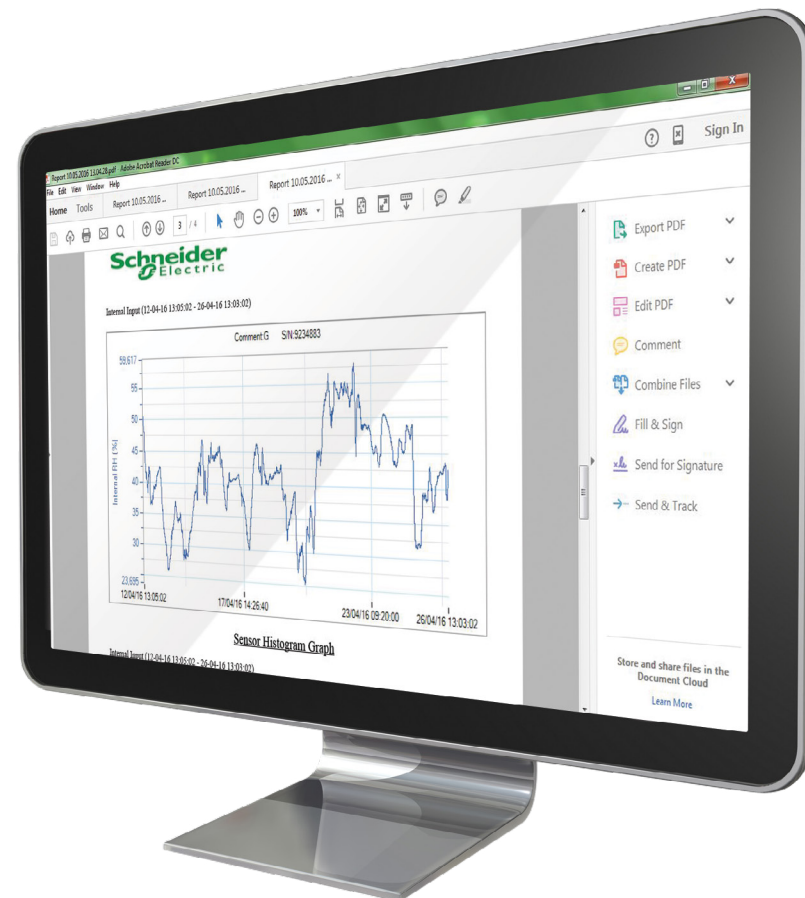 Report 10.05.2016 13.04.28.pdf - Adobe Acrobat Reader DC
File Edit View Window Help
Home Tools Report 10.05.2016 ... Report 10.05.2016 ... Report 10.05.2016 ... ×
Sign In
3 / 4 100%
Schneider
Electric
Internal Input (12-04-16 13:05:02 - 26-04-16 13:03:02)
Comment:G S/N:9234883
59,617
55
50
45
40
35
30
23,695
Internal RH (%)
12/04/16 13:05:02 17/04/16 14:26:40 23/04/16 09:20:00 26/04/16 13:03:02
Sensor Histogram Graph
Internal Input (12-04-16 13:05:02 - 26-04-16 13:03:02)
Export PDF
Create PDF
Edit PDF
Comment
Combine Files
Fill & Sign
Send for Signature
Send & Track
Store and share files in the
Document Cloud
Learn More